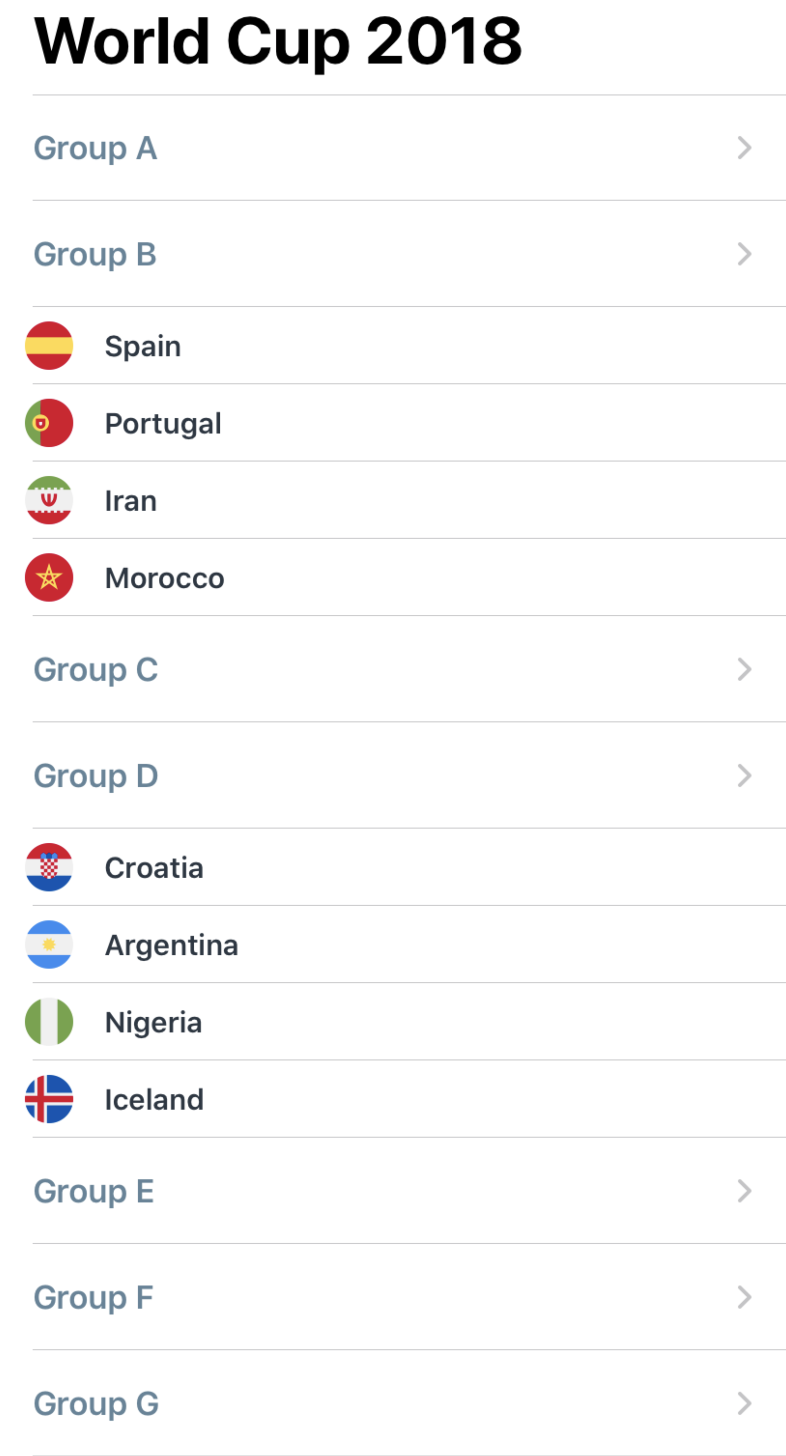 World Cup 2018
Group A
Group B
Spain
Portugal
Iran
Morocco
Group C
Group D
Croatia
Argentina
Nigeria
Iceland
Group E
Group F
Group G